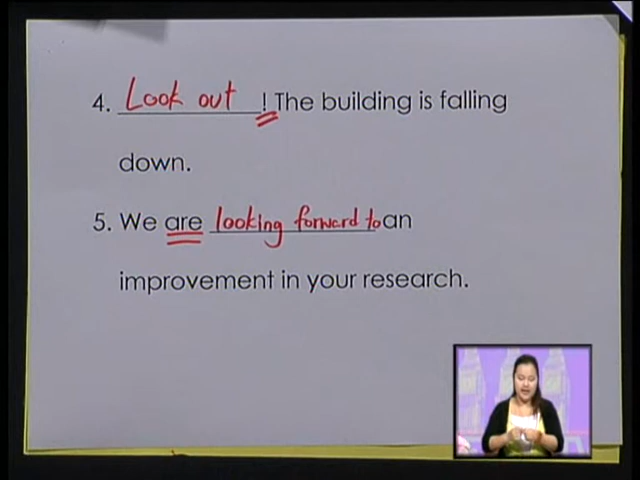 4. Look out ! The building is falling
down.
5. We are looking forward to an
improvement in your research.